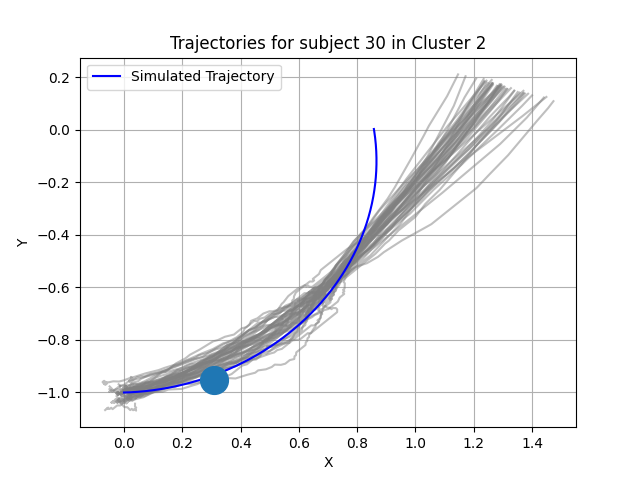 Trajectories for subject 30 in Cluster 2
Simulated Trajectory
0.2
0.0
−0.2
−0.4
−0.6
−0.8
−1.0
Y
0.0 0.2 0.4 0.6 0.8 1.0 1.2 1.4
X